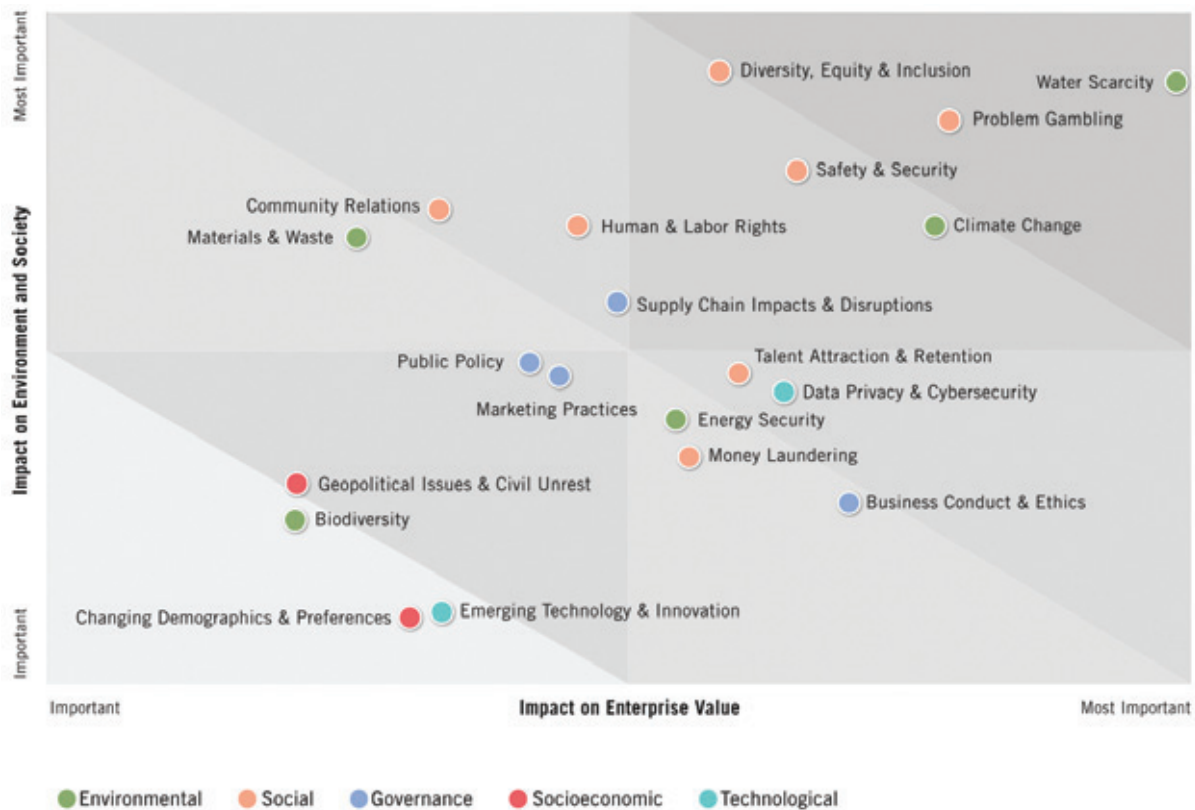 Most Important
Diversity, Equity & Inclusion
Water Scarcity
Problem Gambling
Safety & Security
Community Relations
Human & Labor Rights
Climate Change
Materials & Waste
Impact on Environment and Society
Supply Chain Impacts & Disruptions
Public Policy
Talent Attraction & Retention
Data Privacy & Cybersecurity
Marketing Practices
Energy Security
Money Laundering
Geopolitical Issues & Civil Unrest
Business Conduct & Ethics
Biodiversity
Changing Demographics & Preferences
Emerging Technology & Innovation
Important
Important
Impact on Enterprise Value
Most Important
Environmental
Social
Governance
Socioeconomic
Technological